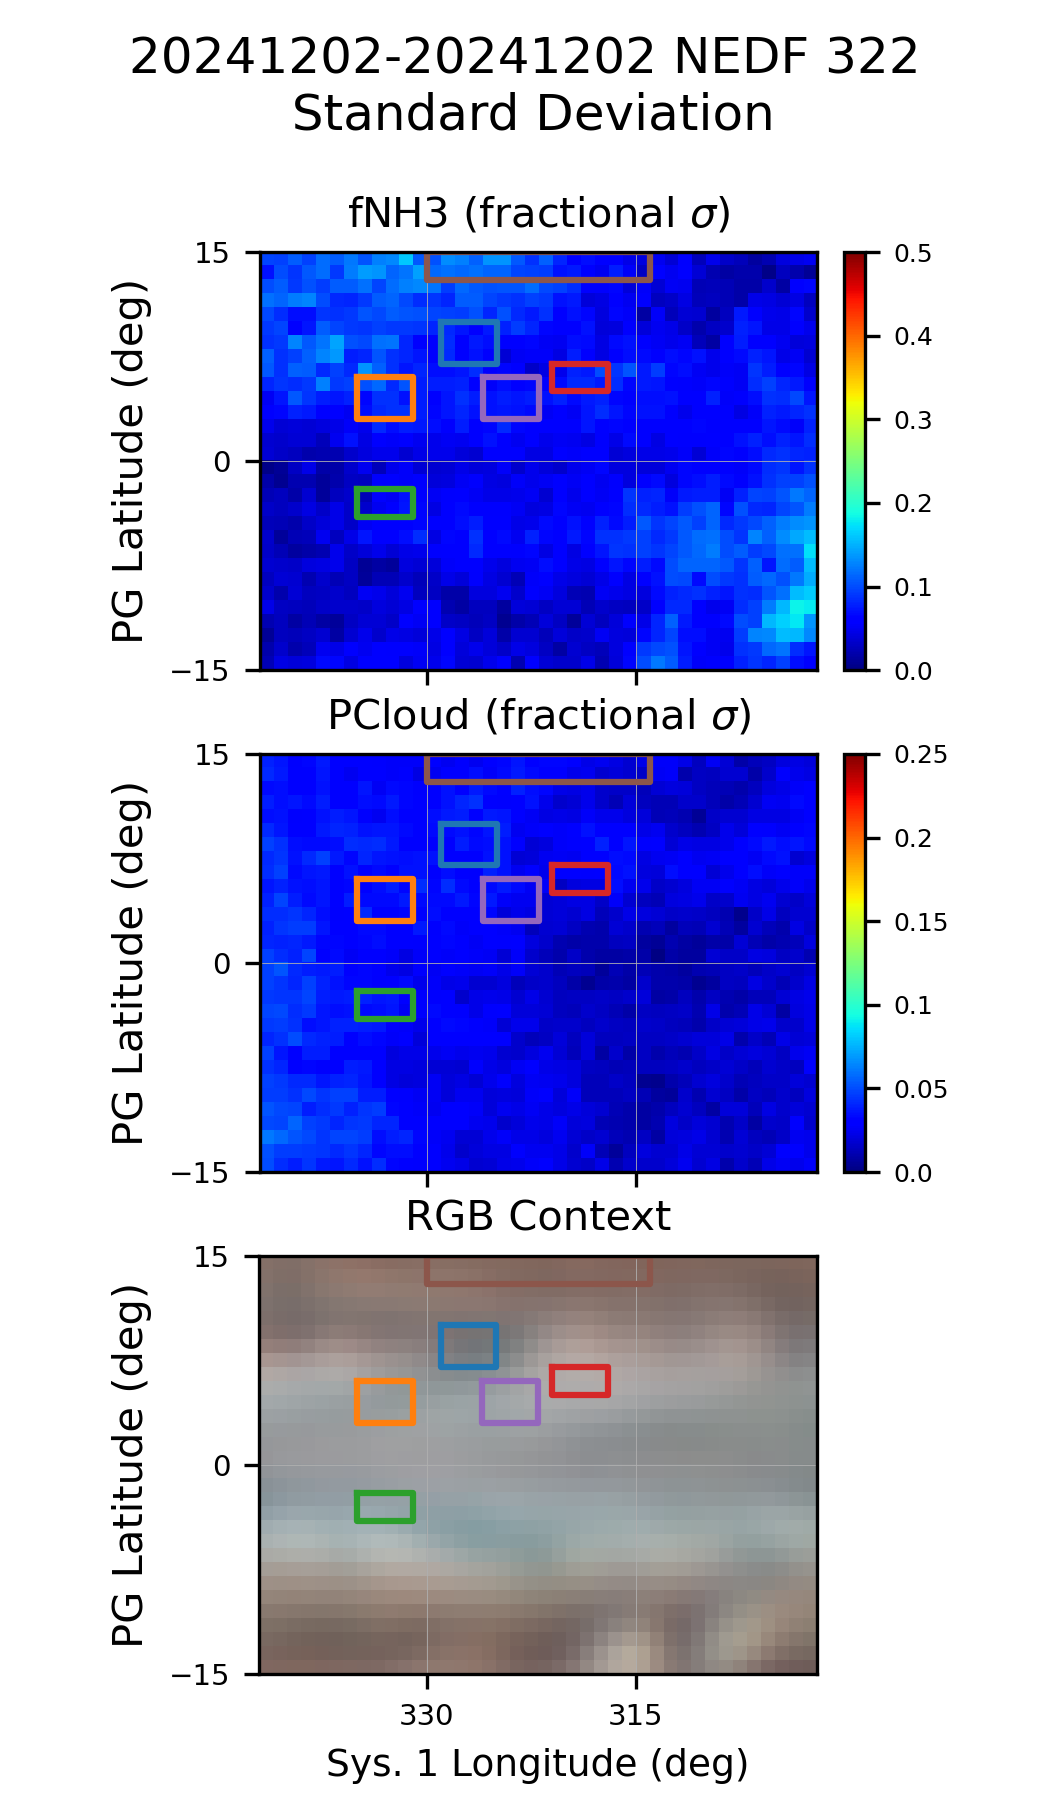 20241202-20241202 NEDF 322
Standard Deviation
fNH3 (fractional σ)
15
0
−15
PG Latitude (deg)
0.5
0.4
0.3
0.2
0.1
0.0
PCloud (fractional σ)
15
0
−15
PG Latitude (deg)
0.25
0.2
0.15
0.1
0.05
0.0
RGB Context
15
0
−15
PG Latitude (deg)
330 315
Sys. 1 Longitude (deg)